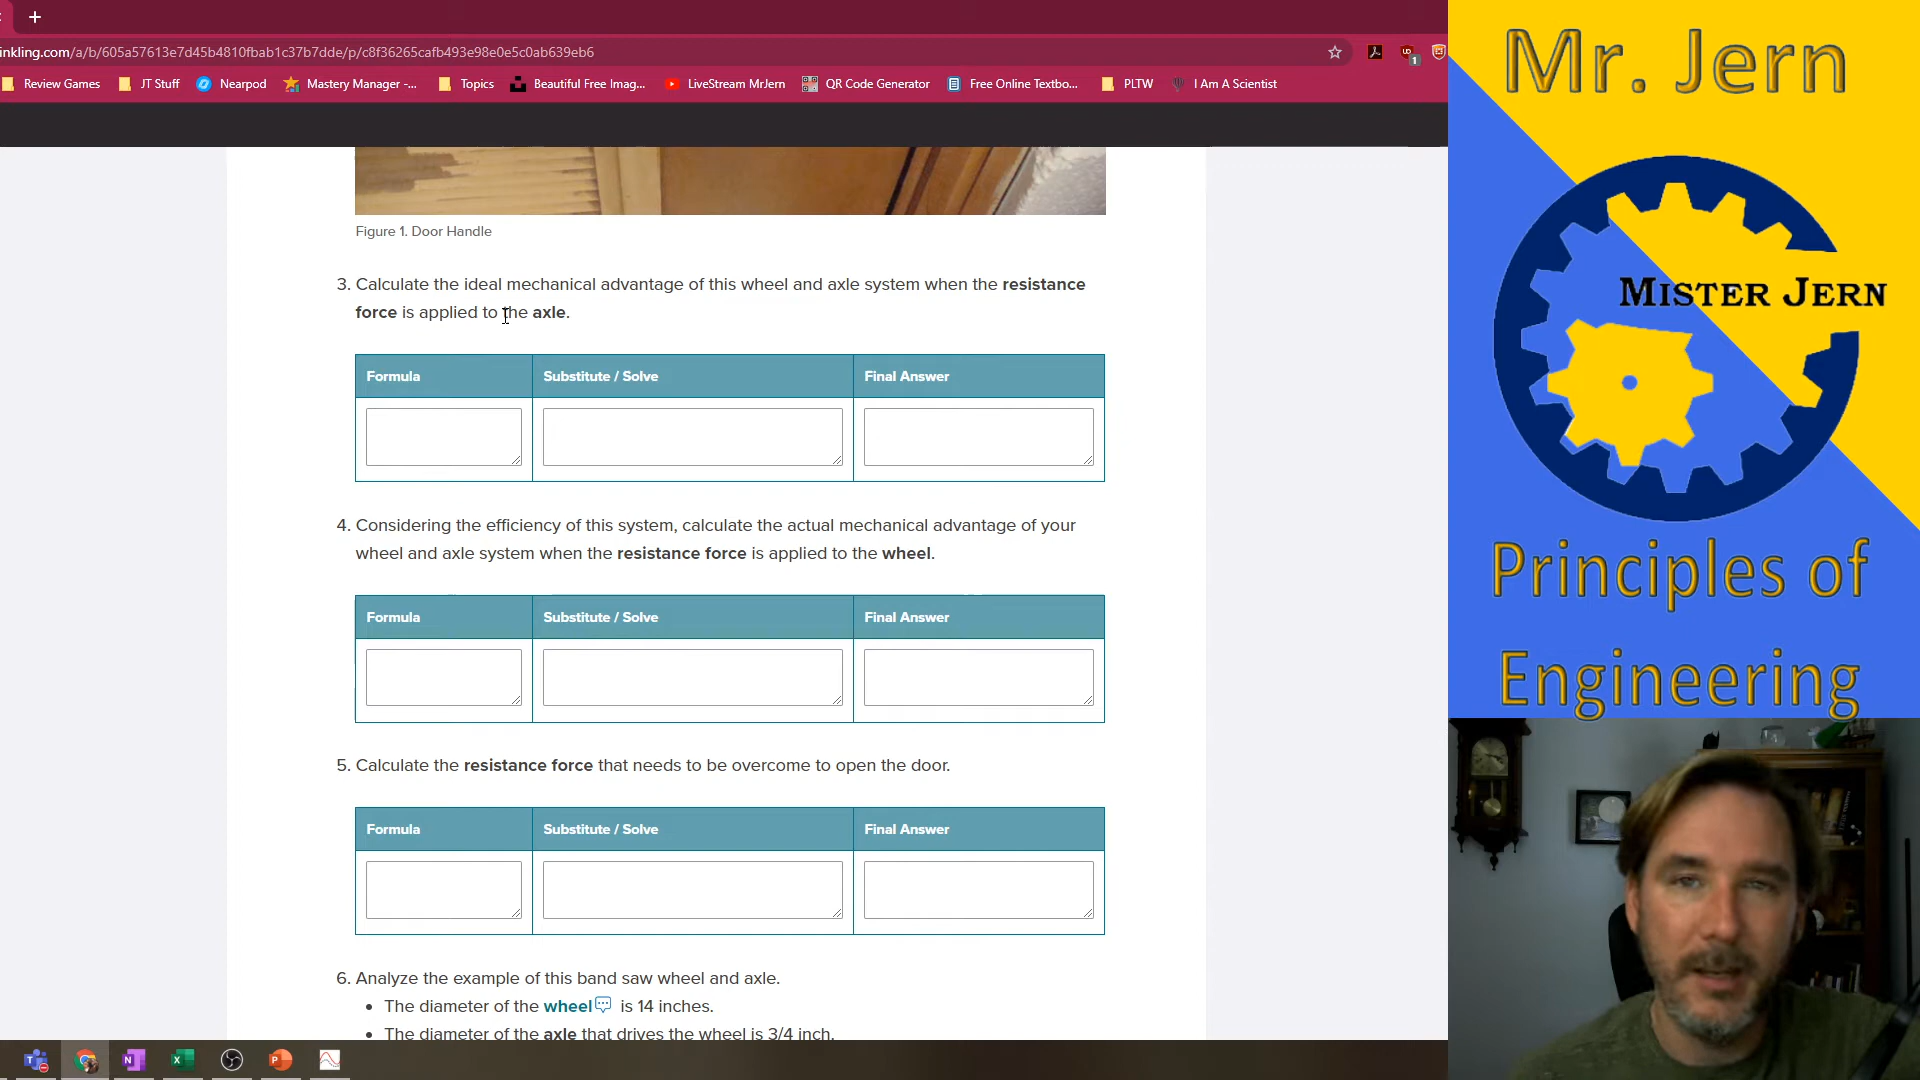 inkling.com/a/b/605a57613e7d45b4810fbab1c37b7dde/p/c8f36265cafb493e98e0e5c0ab639eb6
Review Games
JT Stuff
Nearpod
Mastery Manager -...
Topics
Beautiful Free Imag...
LiveStream MrJern
QR Code Generator
Free Online Textbo...
PLTW
I Am A Scientist
Figure 1. Door Handle
3. Calculate the ideal mechanical advantage of this wheel and axle system when the resistance
force is applied to the axle.
Formula
Substitute / Solve
Final Answer
4. Considering the efficiency of this system, calculate the actual mechanical advantage of your
wheel and axle system when the resistance force is applied to the wheel.
Formula
Substitute / Solve
Final Answer
5. Calculate the resistance force that needs to be overcome to open the door.
Formula
Substitute / Solve
Final Answer
6. Analyze the example of this band saw wheel and axle.
• The diameter of the wheel is 14 inches.
• The diameter of the axle that drives the wheel is 3/4 inch.
Mr. Jern
MISTER JERN
Principles of
Engineering